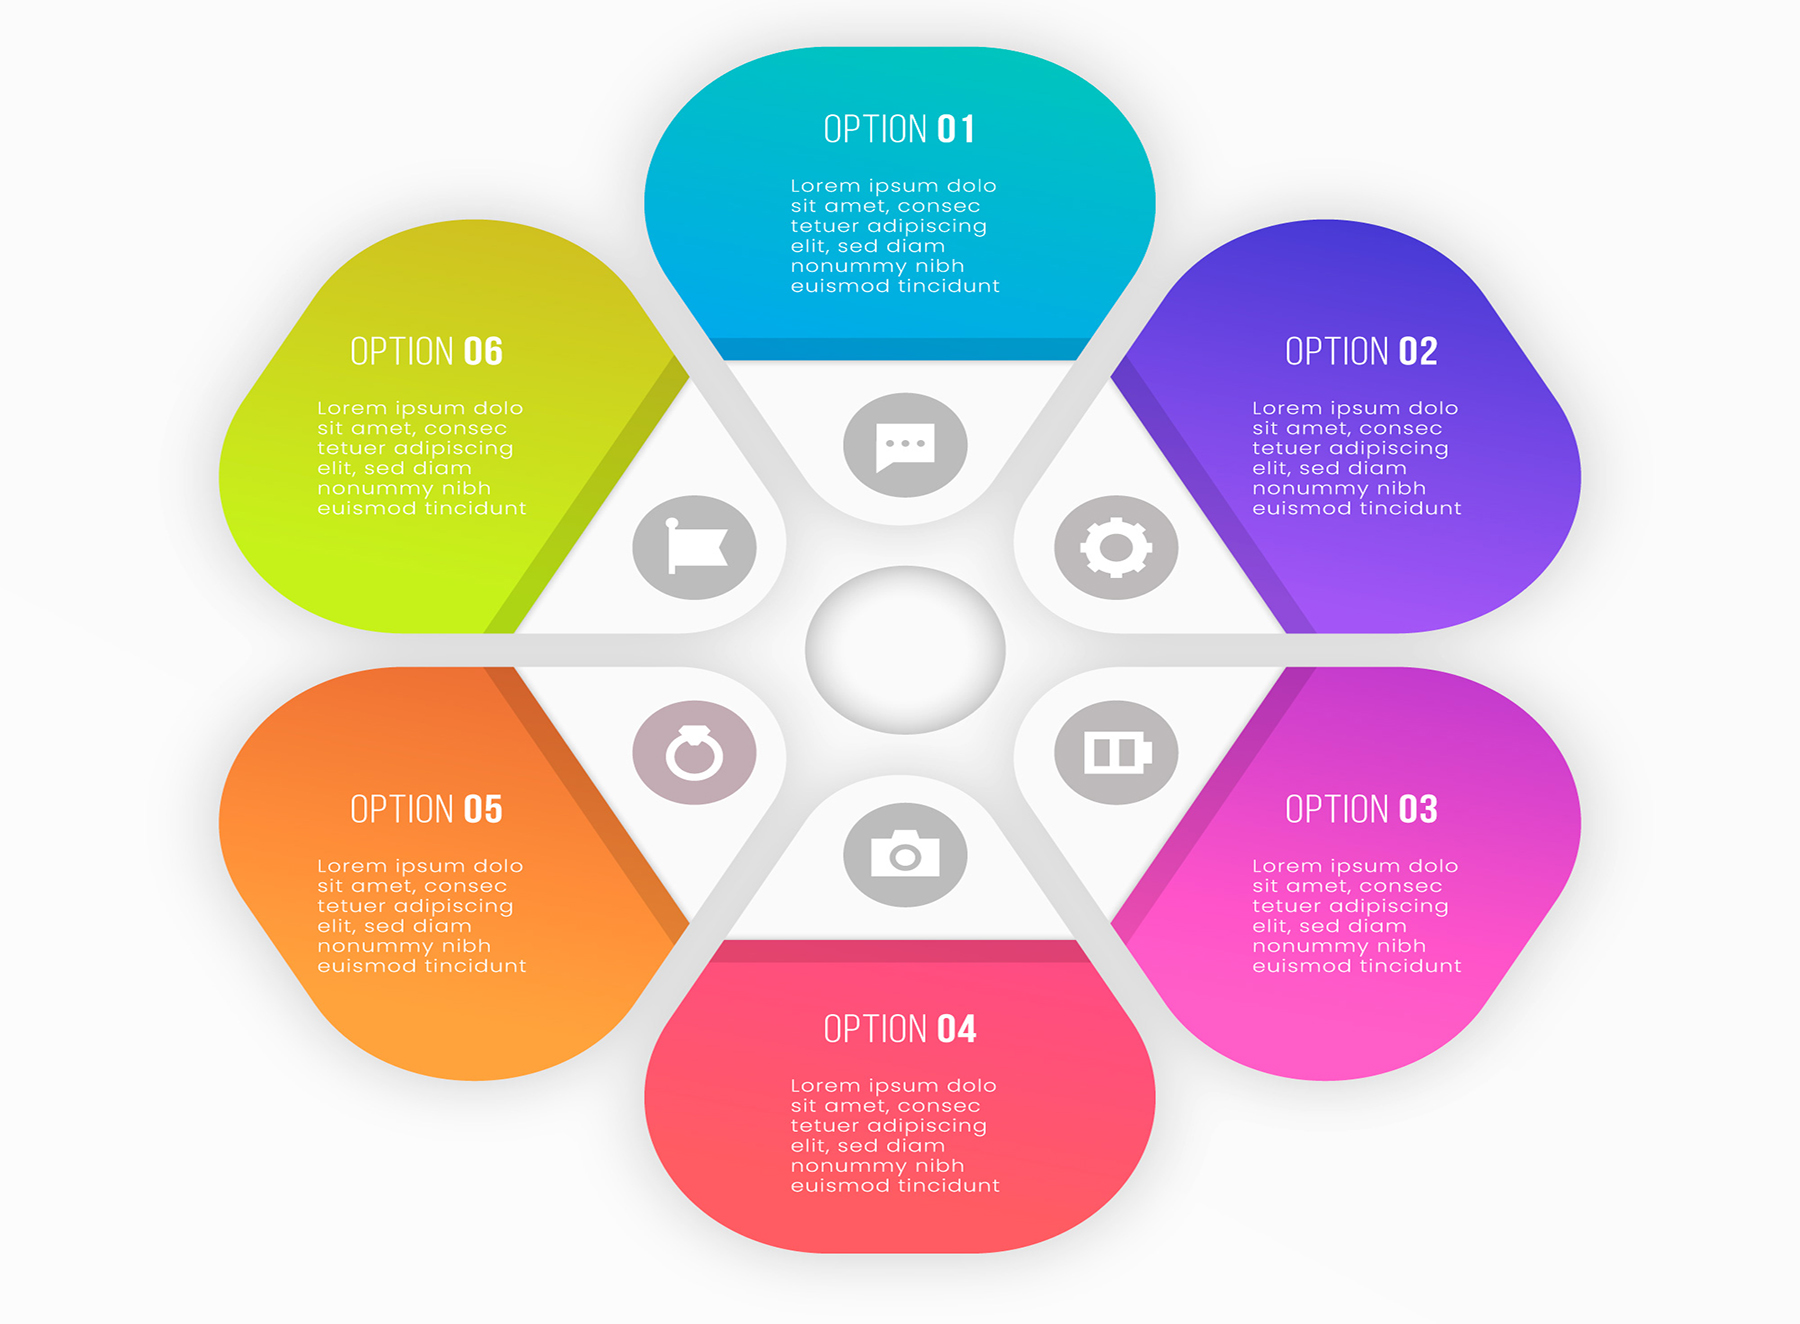 OPTION 01
Lorem ipsum dolo
sit amet, consec
tetuer adipiscing
elit, sed diam
nonummy nibh
euismod tincidunt
OPTION 02
Lorem ipsum dolo
sit amet, consec
tetuer adipiscing
elit, sed diam
nonummy nibh
euismod tincidunt
OPTION 03
Lorem ipsum dolo
sit amet, consec
tetuer adipiscing
elit, sed diam
nonummy nibh
euismod tincidunt
OPTION 04
Lorem ipsum dolo
sit amet, consec
tetuer adipiscing
elit, sed diam
nonummy nibh
euismod tincidunt
OPTION 05
Lorem ipsum dolo
sit amet, consec
tetuer adipiscing
elit, sed diam
nonummy nibh
euismod tincidunt
OPTION 06
Lorem ipsum dolo
sit amet, consec
tetuer adipiscing
elit, sed diam
nonummy nibh
euismod tincidunt